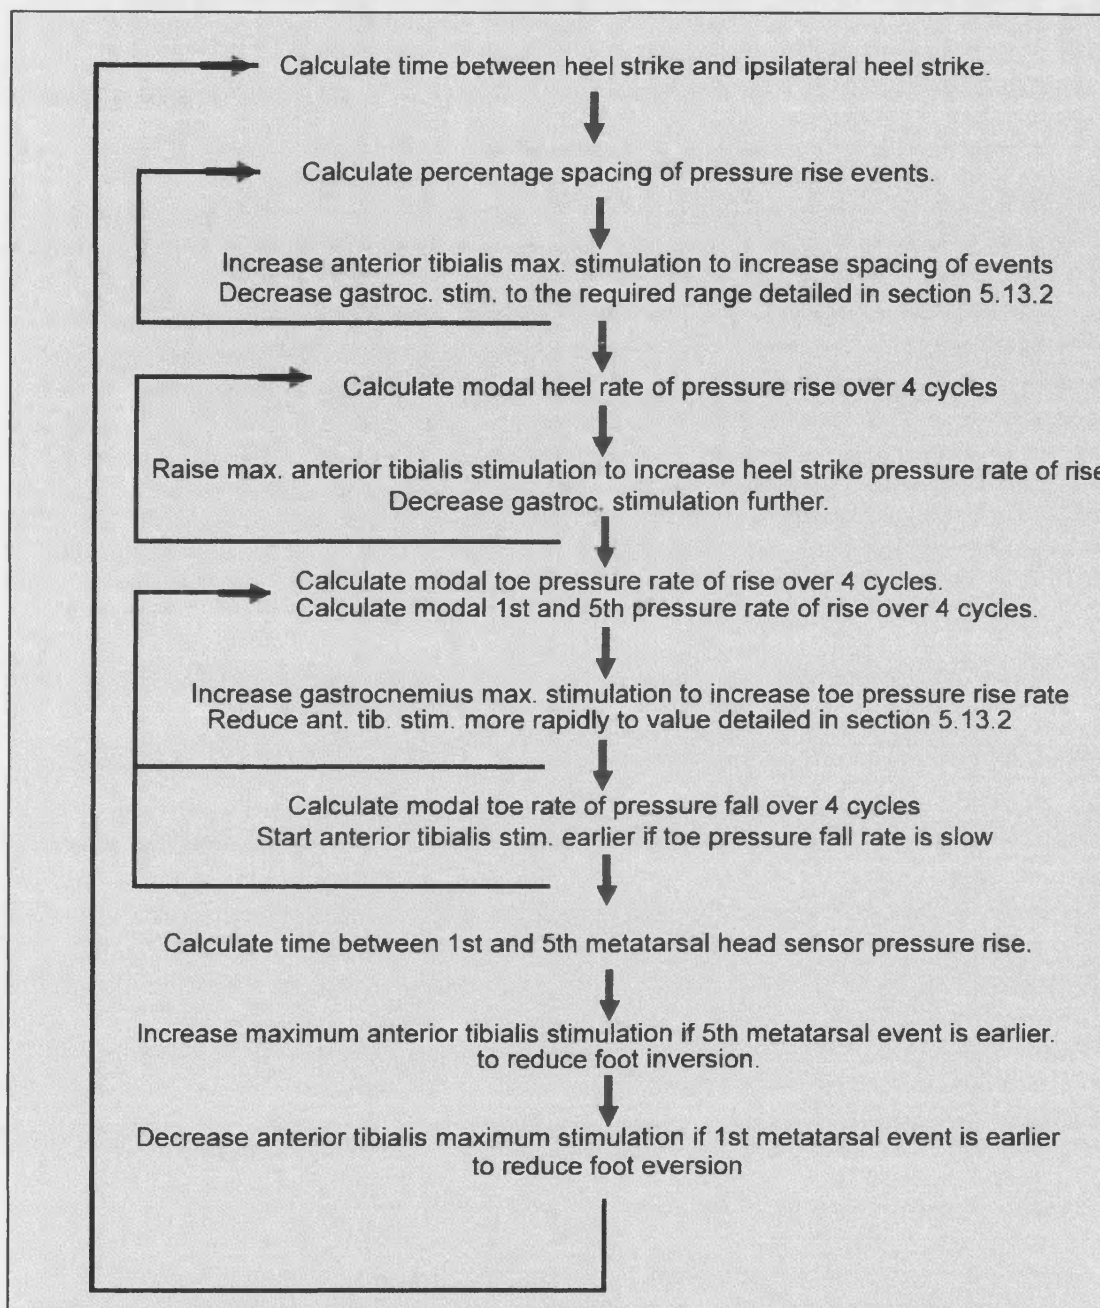 Calculate time between heel strike and ipsilateral heel strike.
Calculate percentage spacing of pressure rise events.
Increase anterior tibialis max. stimulation to increase spacing of events
Decrease gastroc. stim. to the required range detailed in section 5.13.2
Calculate modal heel rate of pressure rise over 4 cycles
Raise max. anterior tibialis stimulation to increase heel strike pressure rate of rise
Decrease gastroc. stimulation further.
Calculate modal toe pressure rate of rise over 4 cycles.
Calculate modal 1st and 5th pressure rate of rise over 4 cycles.
Increase gastrocnemius max. stimulation to increase toe pressure rise rate
Reduce ant. tib. stim. more rapidly to value detailed in section 5.13.2
Calculate modal toe rate of pressure fall over 4 cycles
Start anterior tibialis stim. earlier if toe pressure fall rate is slow
Calculate time between 1st and 5th metatarsal head sensor pressure rise.
Increase maximum anterior tibialis stimulation if 5th metatarsal event is earlier.
to reduce foot inversion.
Decrease anterior tibialis maximum stimulation if 1st metatarsal event is earlier
to reduce foot eversion